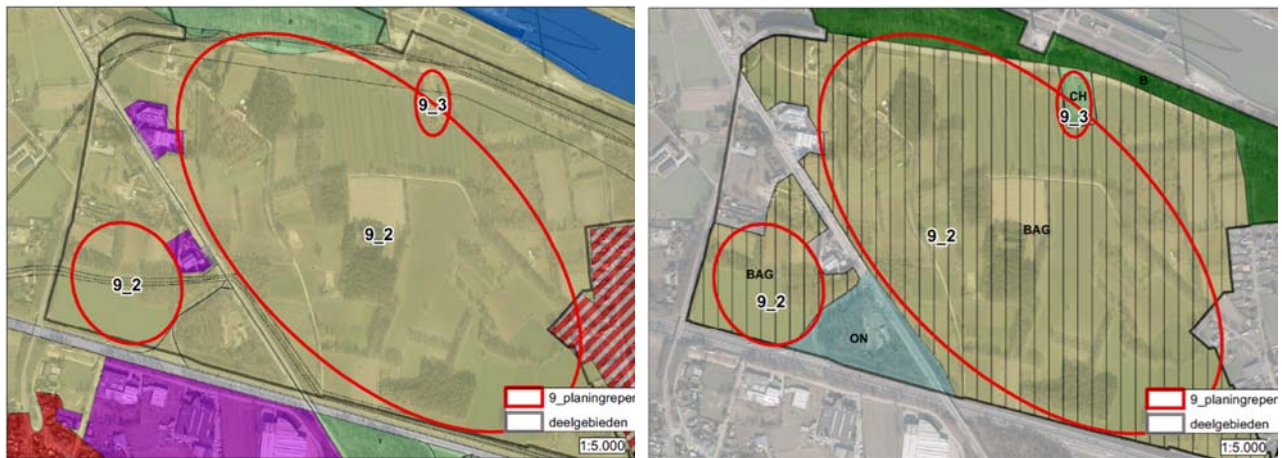 9_3
9_2
9_2
9_planingreper
deelgebieden
1:5.000
B
CH
9_3
9_2
BAG
BAG
9_2
ON
9_planingreper
deelgebieden
1:5.000